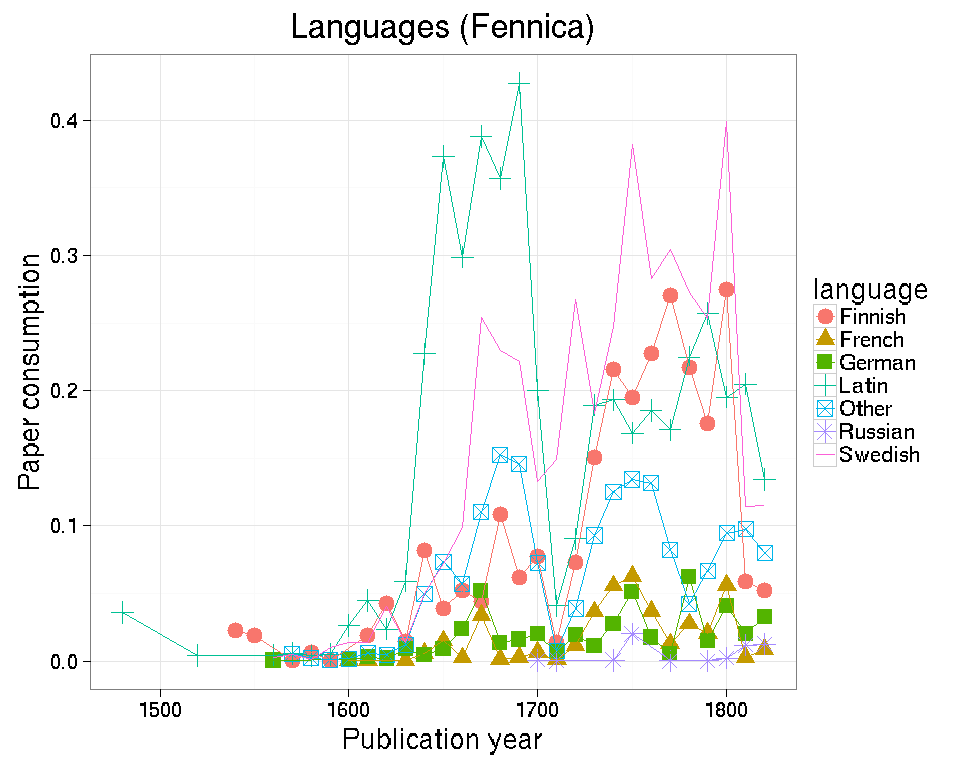 Languages (Fennica)
0.4
0.3
0.2
0.1
0.0
Paper consumption
1500 1600 1700 1800
Publication year
language
Finnish
French
German
Latin
Other
Russian
Swedish